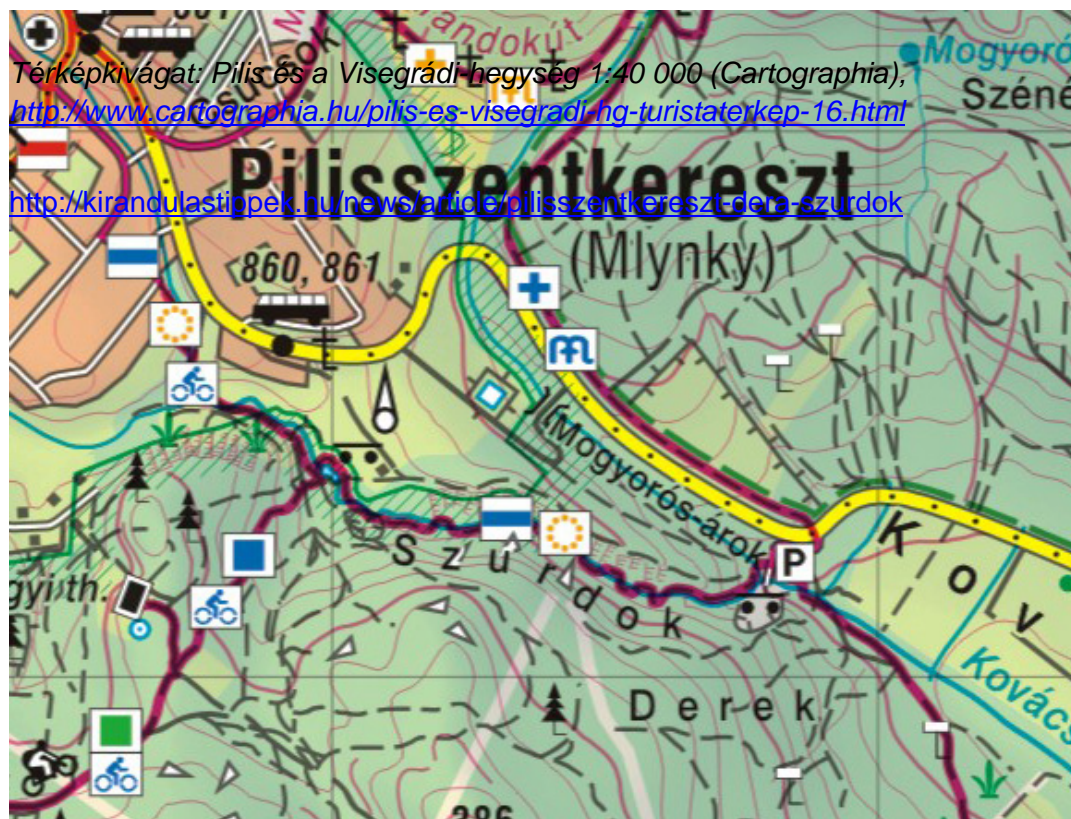 Csurgók
Térképkivágat: Pilis és a Visegrádi-hegység 1:40 000 (Cartographia),
http://www.cartographia.hu/pilis-es-visegradi-hg-turistaterkep-16.html
Mogyoró
Széné
Pilisszentkereszt
http://kirandulastippek.hu/news/article/pilisszentkereszt-dera-szurdok
(Mlynky)
860, 861
Mogyorós-árok
P
Szurdok
Kov
gyi th.
Kovács
Derek
286